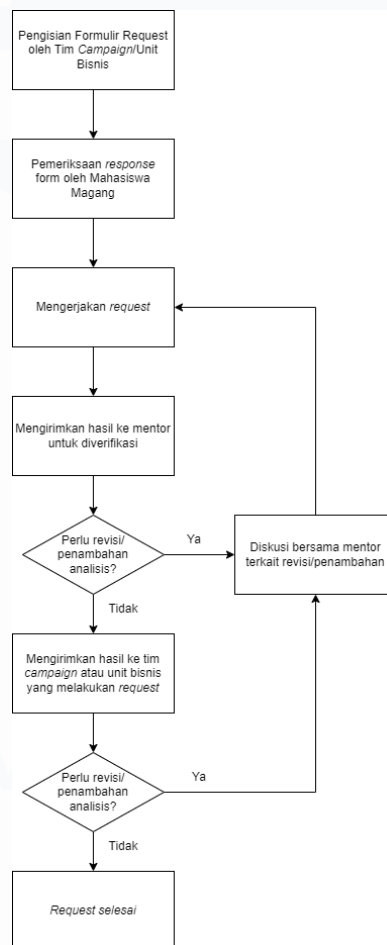 Pengisian Formulir Request
oleh Tim Campaign/Unit
Bisnis
Pemeriksaan response
form oleh Mahasiswa
Magang
Mengerjakan request
Mengirimkan hasil ke mentor
untuk diverifikasi
Perlu revisi/
penambahan
analisis?
Ya
Diskusi bersama mentor
terkait revisi/penambahan
Tidak
Mengirimkan hasil ke tim
campaign atau unit bisnis
yang melakukan request
Perlu revisi/
penambahan
analisis?
Ya
Tidak
Request selesai